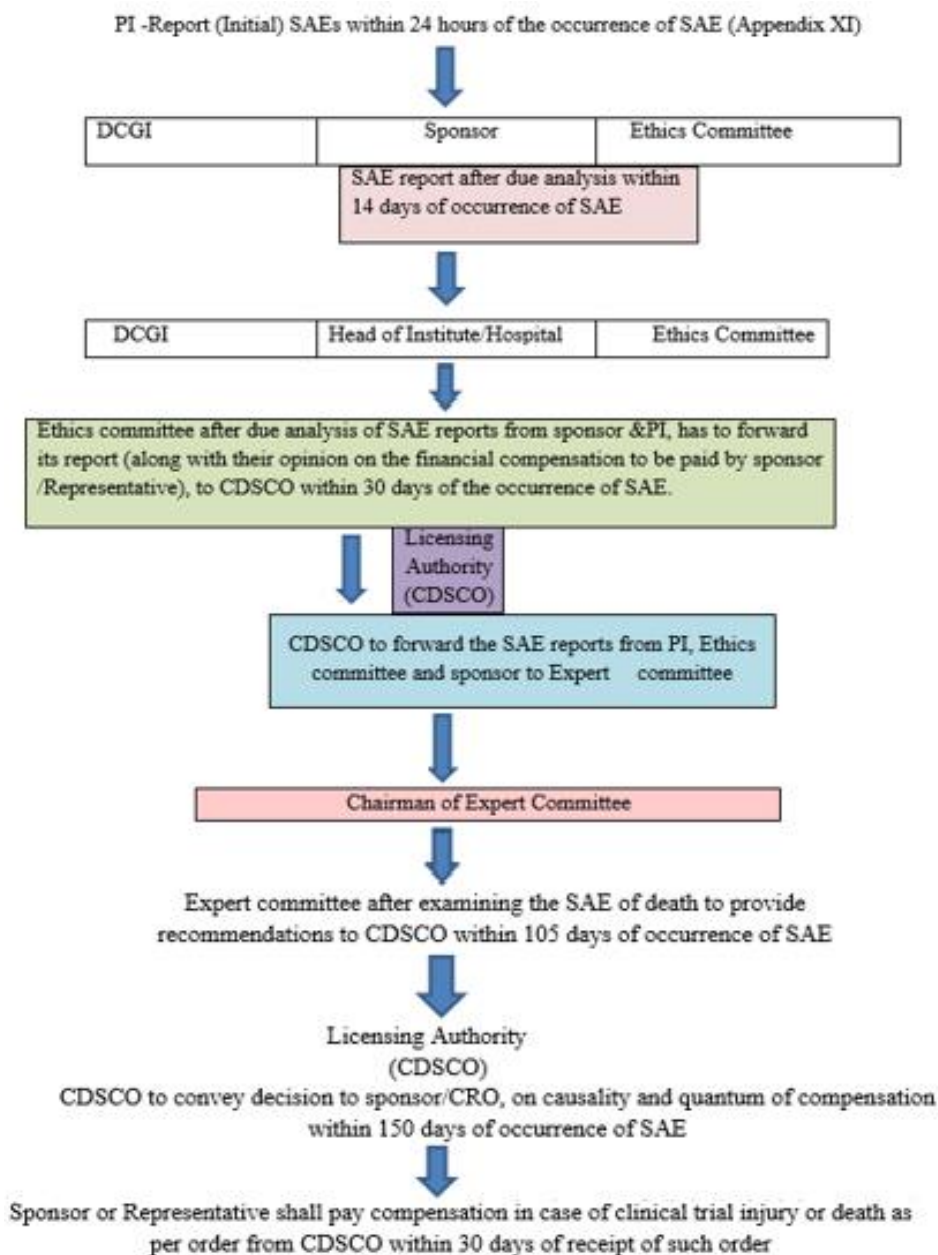 PI -Report (Initial) SAEs within 24 hours of the occurrence of SAE (Appendix XI)
DCGI Sponsor Ethics Committee
SAE report after due analysis within
14 days of occurrence of SAE
DCGI Head of Institute/Hospital Ethics Committee
Ethics committee after due analysis of SAE reports from sponsor &PI, has to forward
its report (along with their opinion on the financial compensation to be paid by sponsor
/Representative), to CDSCO within 30 days of the occurrence of SAE.
Licensing
Authority
(CDSCO)
CDSCO to forward the SAE reports from PI, Ethics
committee and sponsor to Expert committee
Chairman of Expert Committee
Expert committee after examining the SAE of death to provide
recommendations to CDSCO within 105 days of occurrence of SAE
Licensing Authority
(CDSCO)
CDSCO to convey decision to sponsor/CRO, on causality and quantum of compensation
within 150 days of occurrence of SAE
Sponsor or Representative shall pay compensation in case of clinical trial injury or death as
per order from CDSCO within 30 days of receipt of such order